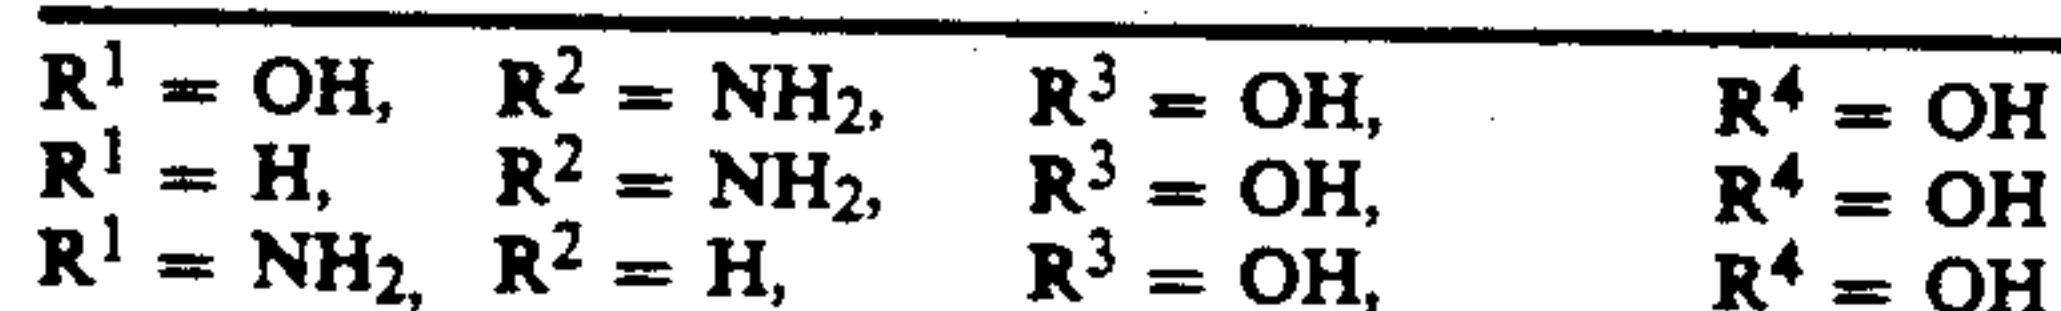 R¹ = OH, R² = NH₂, R³ = OH, R⁴ = OH
R¹ = H, R² = NH₂, R³ = OH, R⁴ = OH
R¹ = NH₂, R² = H, R³ = OH, R⁴ = OH